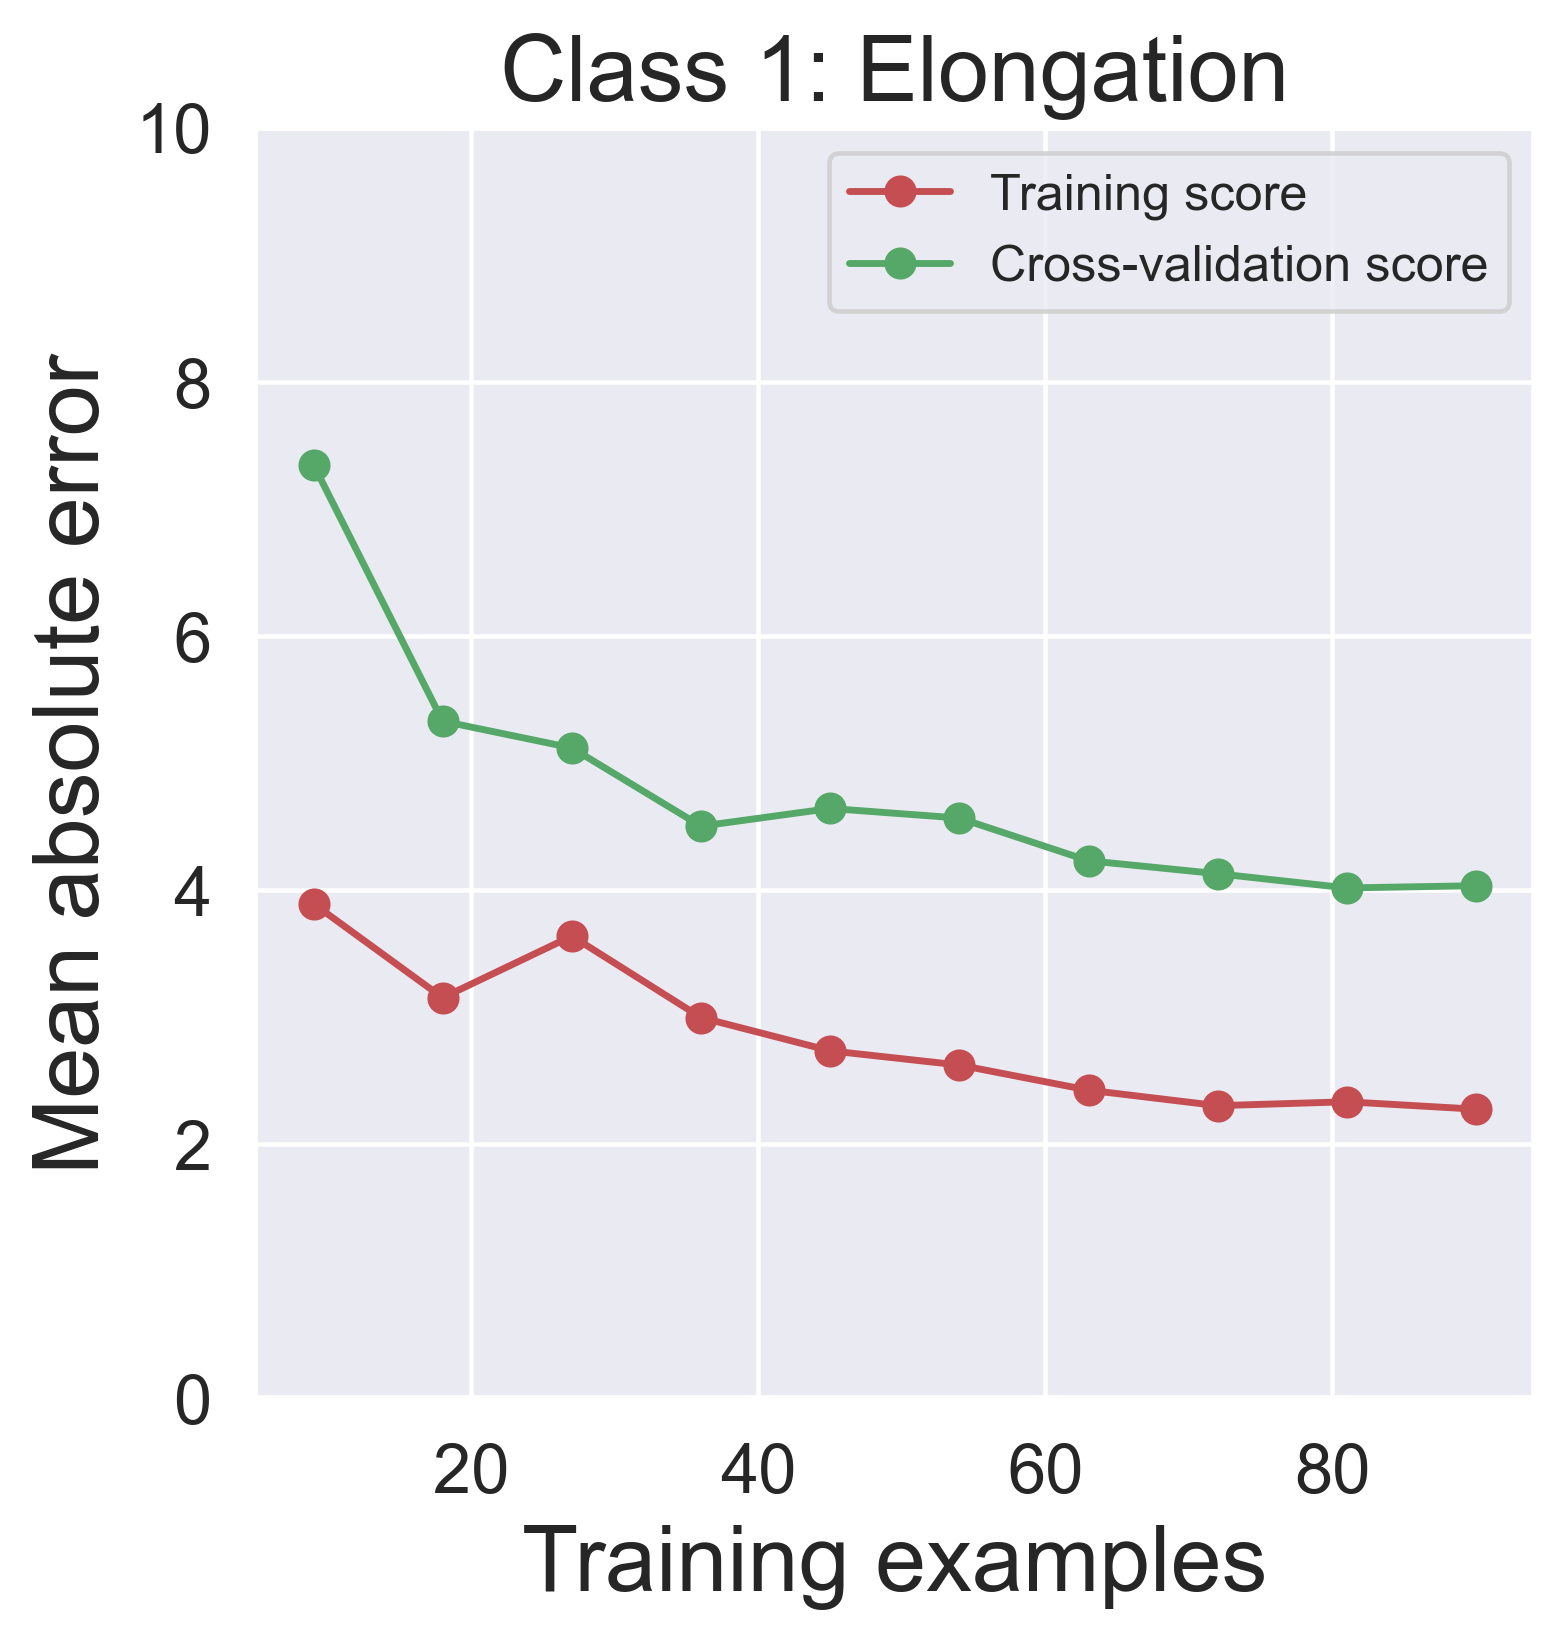 Class 1: Elongation
Training score
Cross-validation score
Mean absolute error
10
8
6
4
2
0
20 40 60 80
Training examples